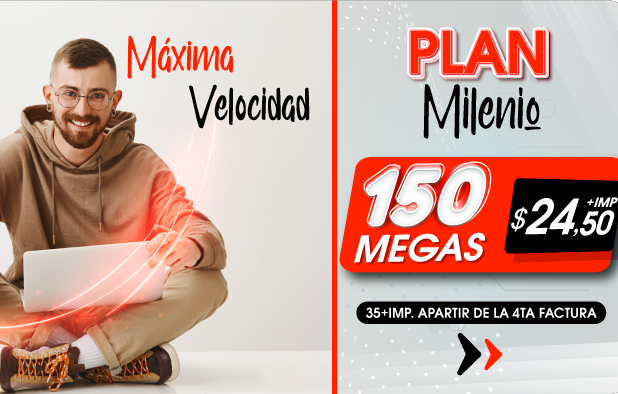 Máxima
Velocidad
PLAN
Milenio
150
MEGAS
$24,50
+IMP
35+IMP. APARTIR DE LA 4TA FACTURA